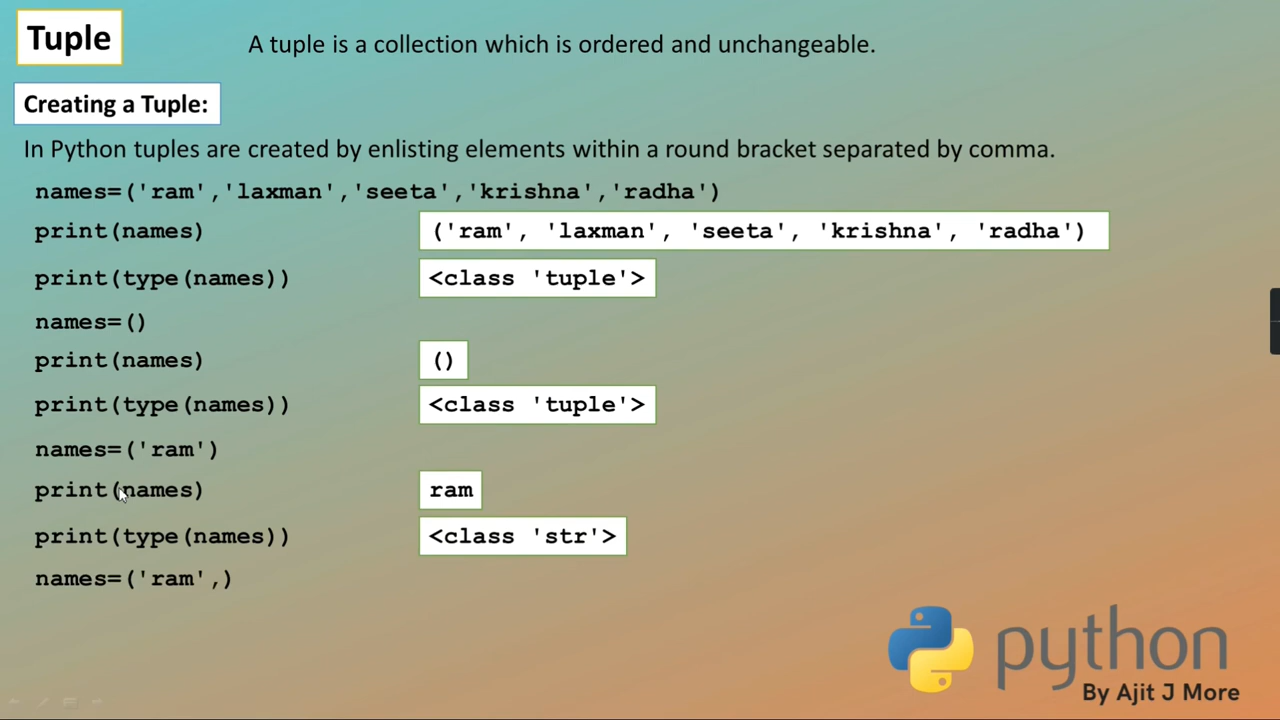 Tuple
A tuple is a collection which is ordered and unchangeable.
Creating a Tuple:
In Python tuples are created by enlisting elements within a round bracket separated by comma.
names=('ram','laxman','seeta','krishna','radha')
print(names)
('ram', 'laxman', 'seeta', 'krishna', 'radha')
print(type(names))
<class 'tuple'>
names=()
print(names)
()
print(type(names))
<class 'tuple'>
names=('ram')
print(names)
ram
print(type(names))
<class 'str'>
names=('ram',)
python
By Ajit J More